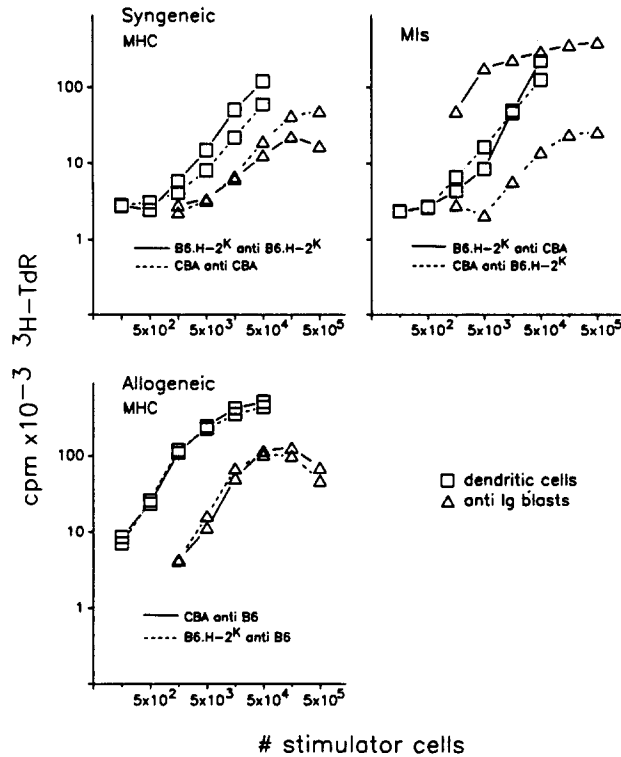 Syngeneic
MHC
100
10
1
B6.H-2ᴷ anti B6.H-2ᴷ
CBA anti CBA
5x10² 5x10³ 5x10⁴ 5x10⁵
Mls
B6.H-2ᴷ anti CBA
CBA anti B6.H-2ᴷ
5x10² 5x10³ 5x10⁴ 5x10⁵
cpm x10⁻³ ³H-TdR
Allogeneic
MHC
100
10
1
CBA anti B6
B6.H-2ᴷ anti B6
5x10² 5x10³ 5x10⁴ 5x10⁵
dendritic cells
anti Ig blasts
# stimulator cells